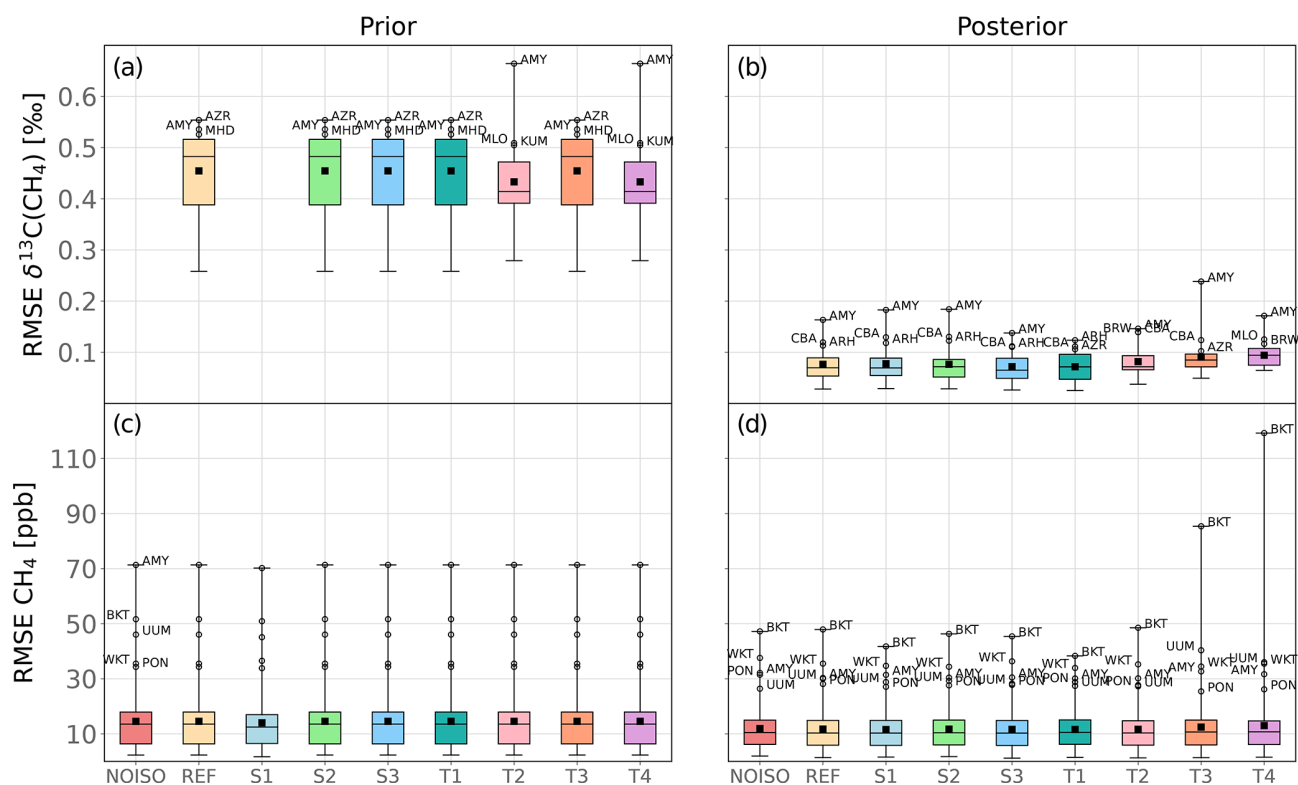 Prior
Posterior
(a)
(b)
RMSE δ¹³C(CH₄) [‰]
0.6
0.5
0.4
0.3
0.2
0.1
AMY AZR MHD
AMY AZR MHD
AMY AZR MHD
AMY AZR MHD
AMY MLO KUM
AMY AZR MHD
AMY MLO KUM
AMY CBA ARH
AMY CBA ARH
AMY CBA ARH
AMY CBA ARH
ARH CBA AZR
BRW AMY CBA
AMY CBA AZR
AMY MLO BRW
(c)
(d)
RMSE CH₄ [ppb]
110
90
70
50
30
10
AMY
BKT
UUM
WKT PON
BKT WKT PON UUM
BKT WKT AMY UUM PON
BKT WKT AMY UUM PON
BKT WKT AMY UUM PON
BKT WKT AMY UUM PON
BKT WKT AMY PON UUM
BKT WKT AMY PON UUM
BKT UUM WKT AMY PON
BKT UUM WKT AMY PON
NOISO REF S1 S2 S3 T1 T2 T3 T4
NOISO REF S1 S2 S3 T1 T2 T3 T4